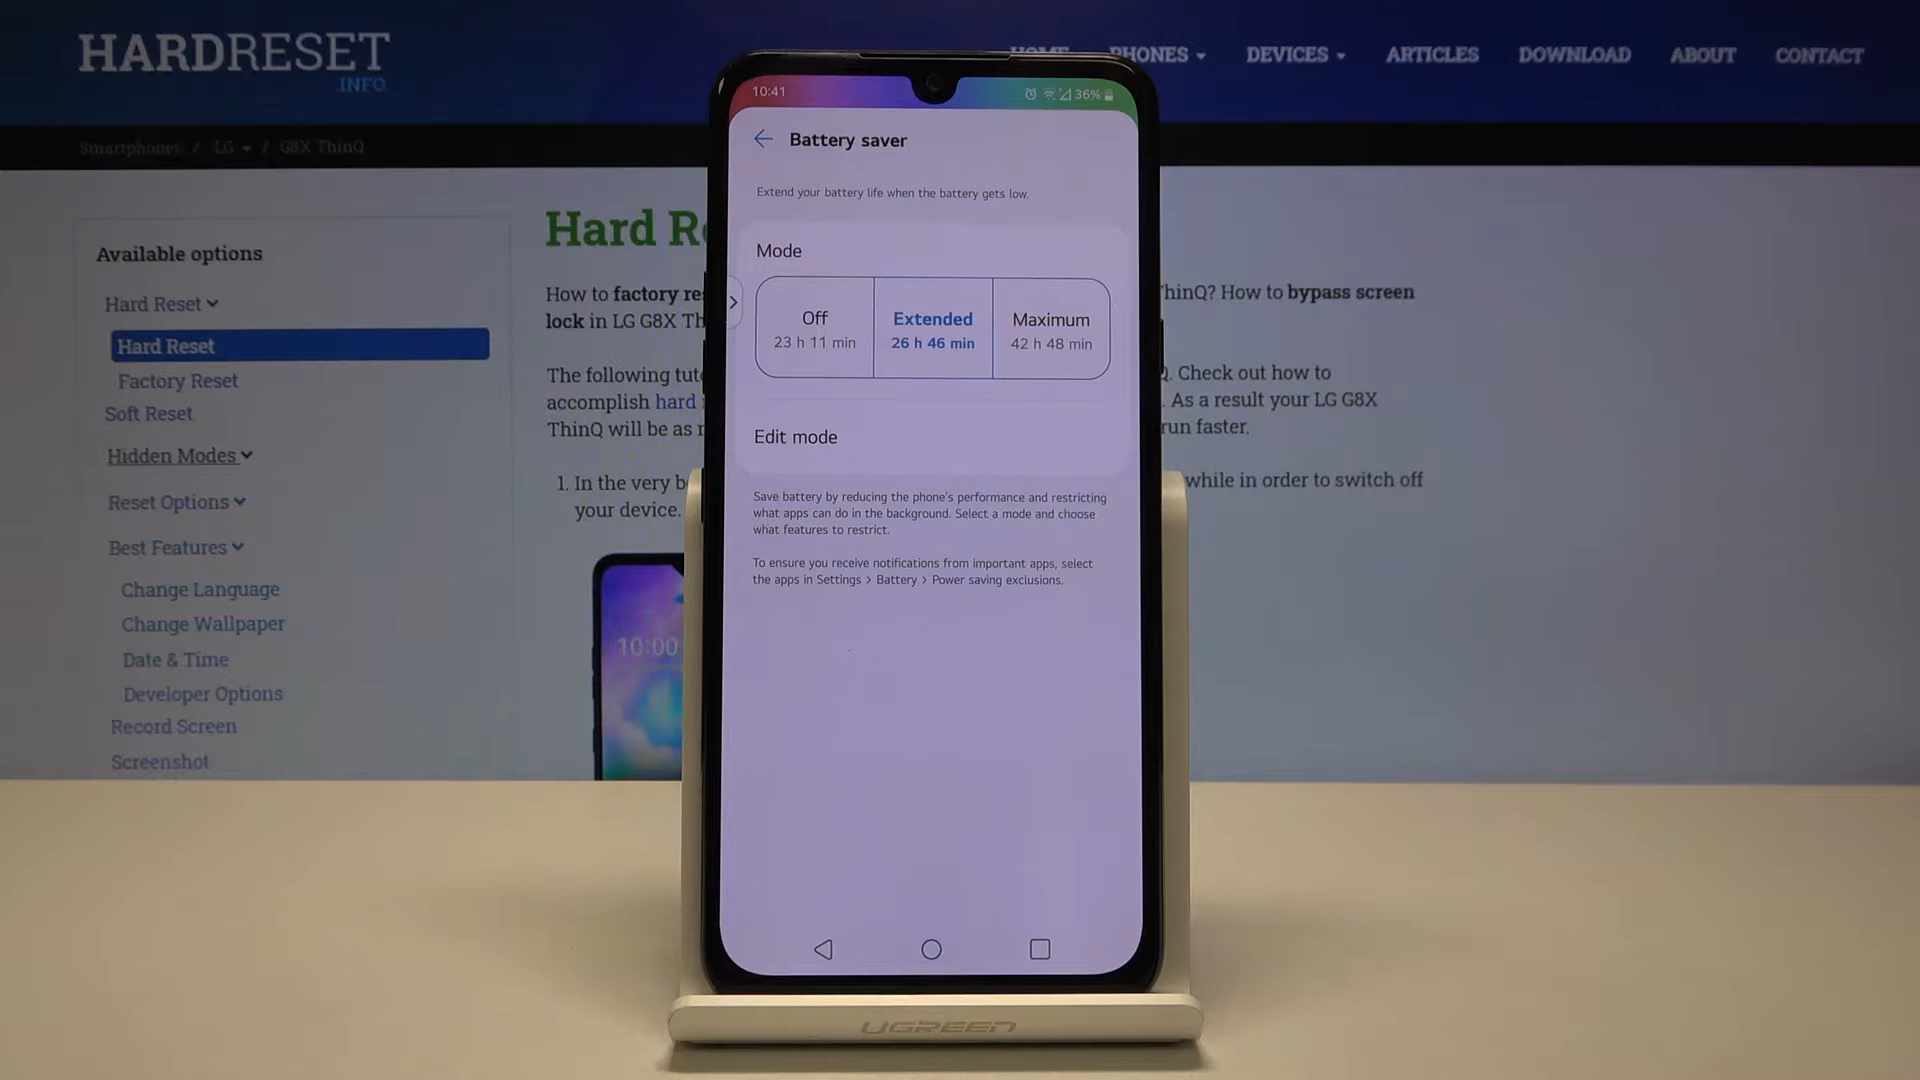 HARDRESET
.INFO
HOME
PHONES
DEVICES
ARTICLES
DOWNLOAD
ABOUT
CONTACT
Smartphones / LG / G8X ThinQ
Available options
Hard Reset
Hard Reset
Factory Reset
Soft Reset
Hidden Modes
Reset Options
Best Features
Change Language
Change Wallpaper
Date & Time
Developer Options
Record Screen
Screenshot
Hard R
How to factory re
hinQ? How to bypass screen
lock in LG G8X Th
The following tut
. Check out how to
accomplish hard
. As a result your LG G8X
ThinQ will be as
run faster.
1. In the very b
while in order to switch off
your device.
10:00
10:41
36%
Battery saver
Extend your battery life when the battery gets low.
Mode
Off
23 h 11 min
Extended
26 h 46 min
Maximum
42 h 48 min
Edit mode
Save battery by reducing the phone's performance and restricting
what apps can do in the background. Select a mode and choose
what features to restrict.
To ensure you receive notifications from important apps, select
the apps in Settings > Battery > Power saving exclusions.
UGREEN